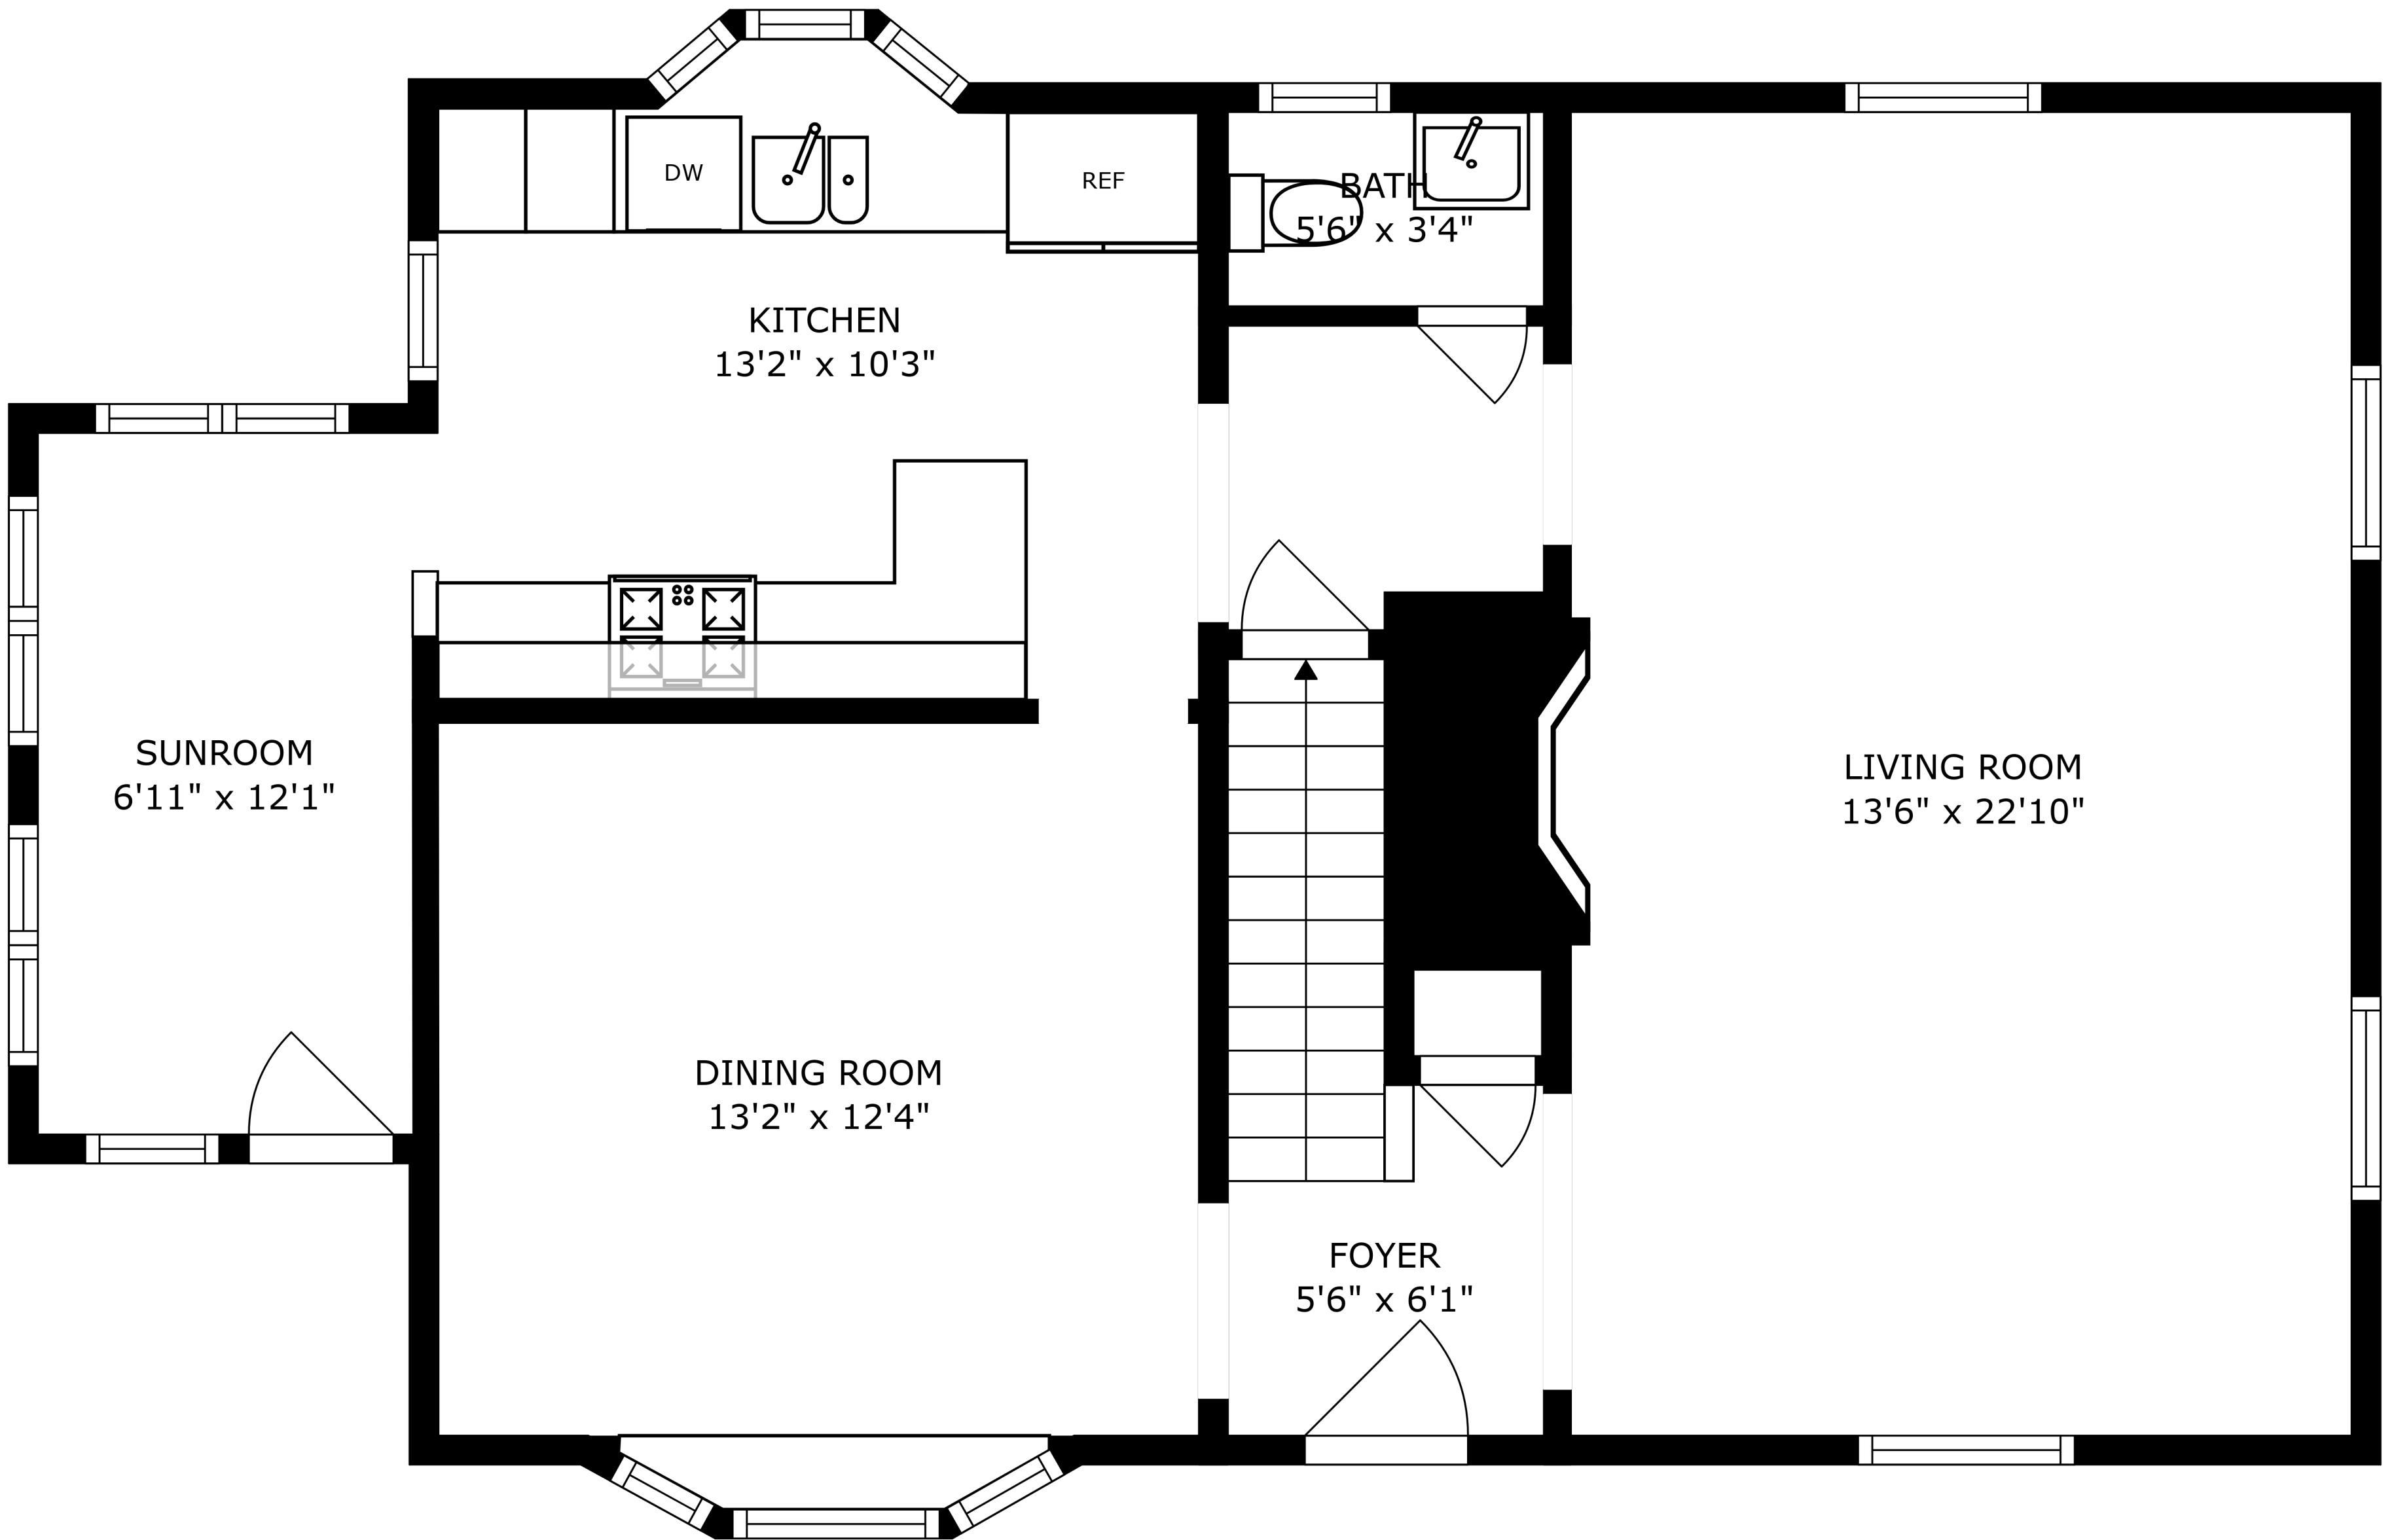 DW
REF
BATH
5'6" x 3'4"
KITCHEN
13'2" x 10'3"
SUNROOM
6'11" x 12'1"
LIVING ROOM
13'6" x 22'10"
DINING ROOM
13'2" x 12'4"
FOYER
5'6" x 6'1"